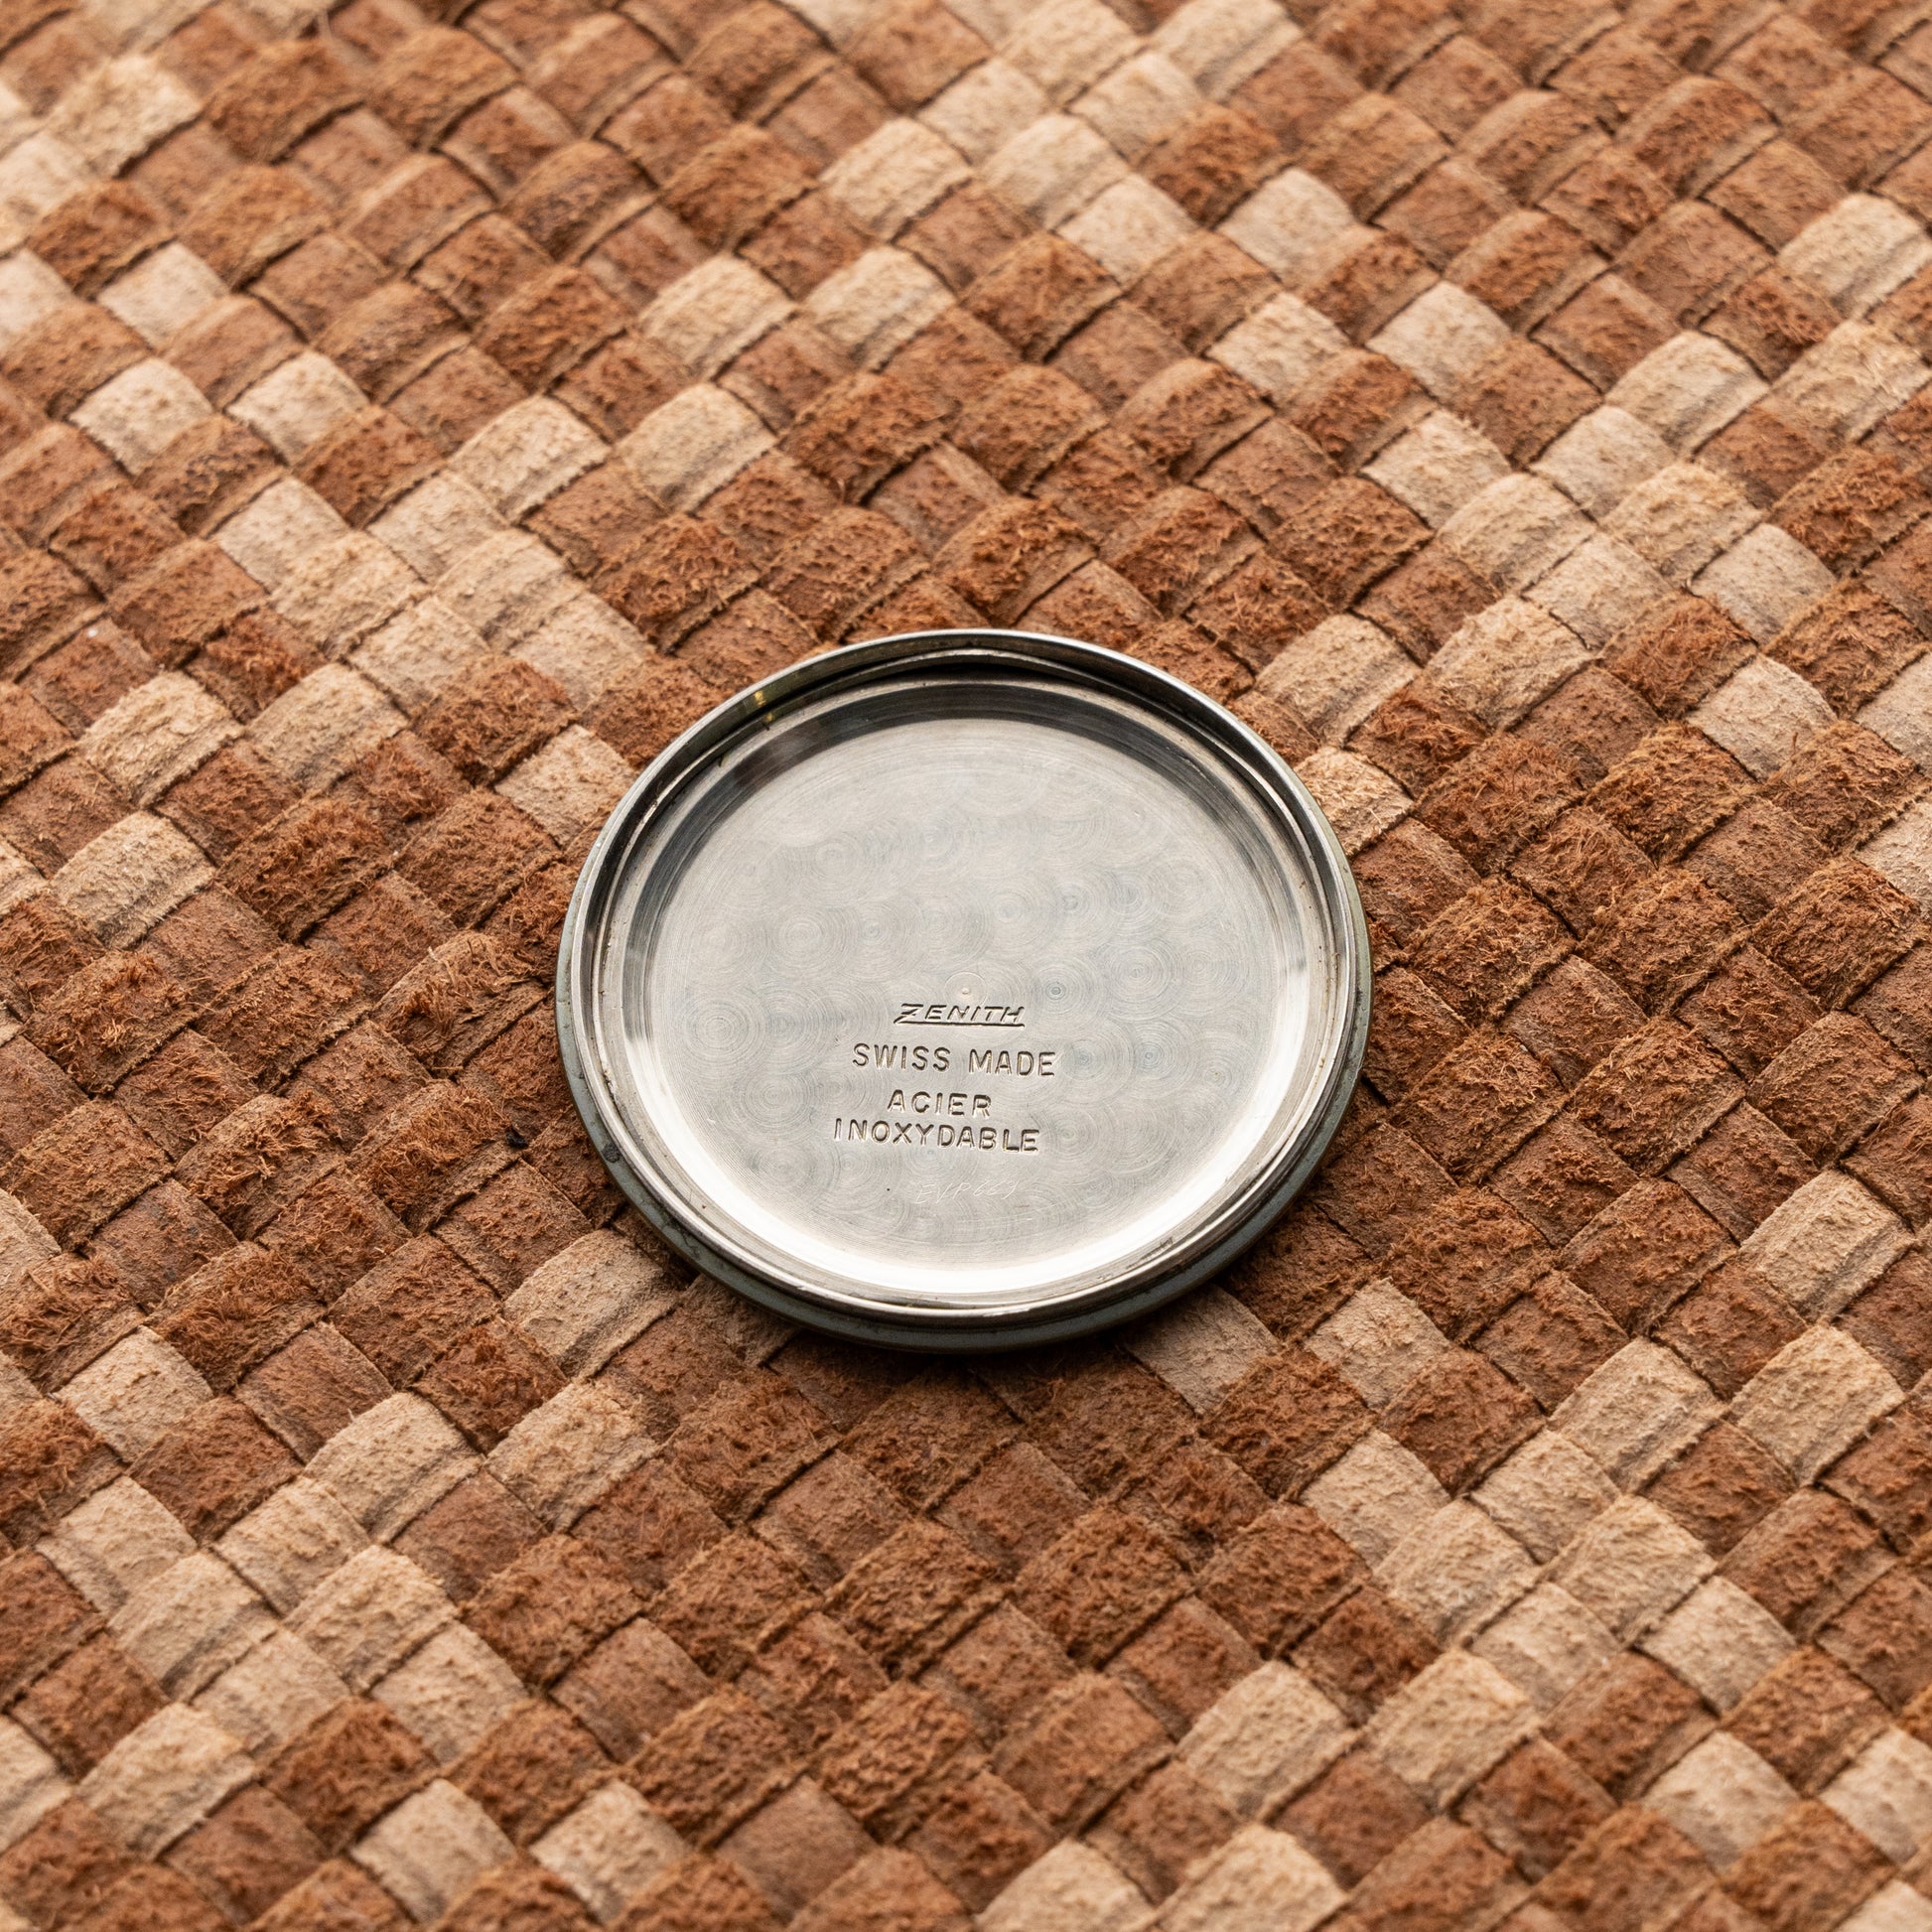 ZENITH
SWISS MADE
ACIER
INOXYDABLE